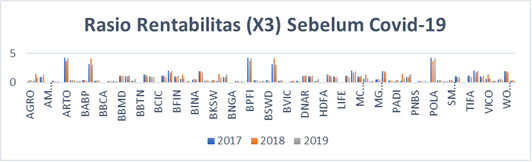 Rasio Rentabilitas (X3) Sebelum Covid-19
5
0
AGRO
AM…
ARTO
BABP
BBCA
BBMD
BBTN
BCIC
BFIN
BINA
BKSW
BNGA
BPFI
BSWD
BVIC
DNAR
HDFA
LIFE
MC…
MG…
PADI
PNBS
POLA
SM…
TIFA
VICO
WO…
2017 2018 2019